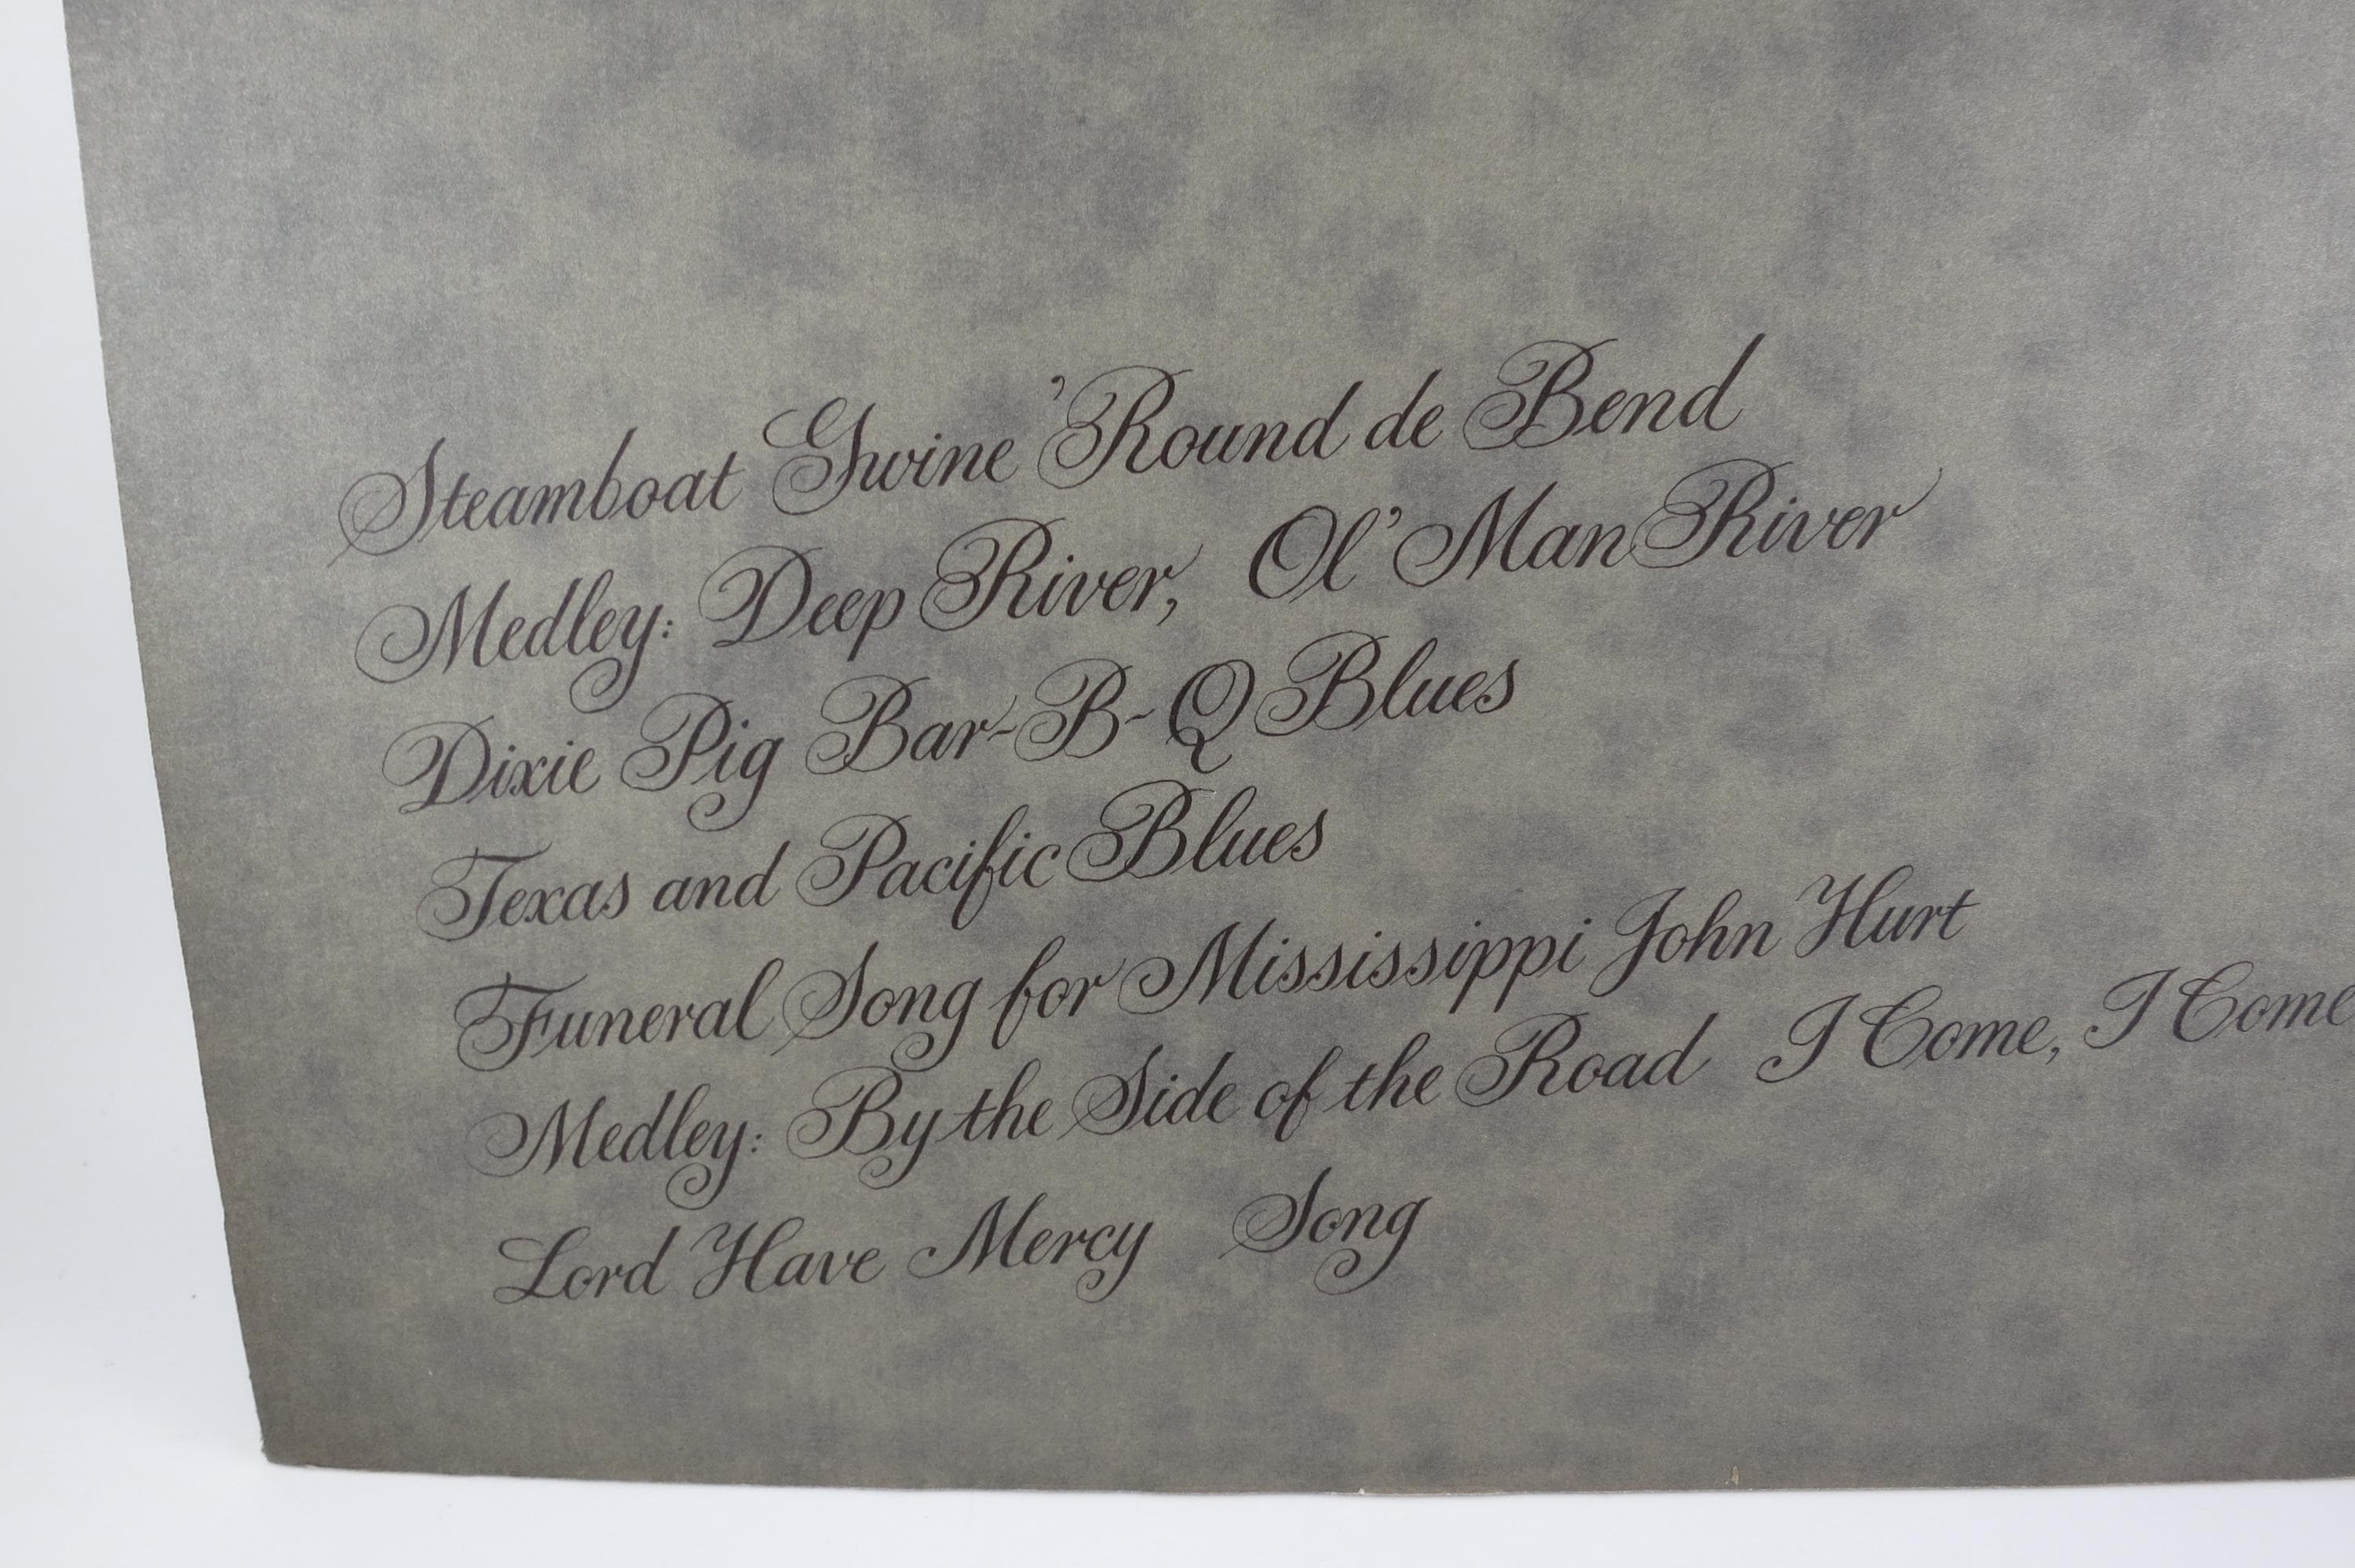 Steamboat Gwine 'Round de Bend
Medley: Deep River, Ol' Man River
Dixie Pig Bar-B-Q Blues
Texas and Pacific Blues
Funeral Song for Mississippi John Hurt
Medley: By the Side of the Road I Come, I Come
Lord Have Mercy Song